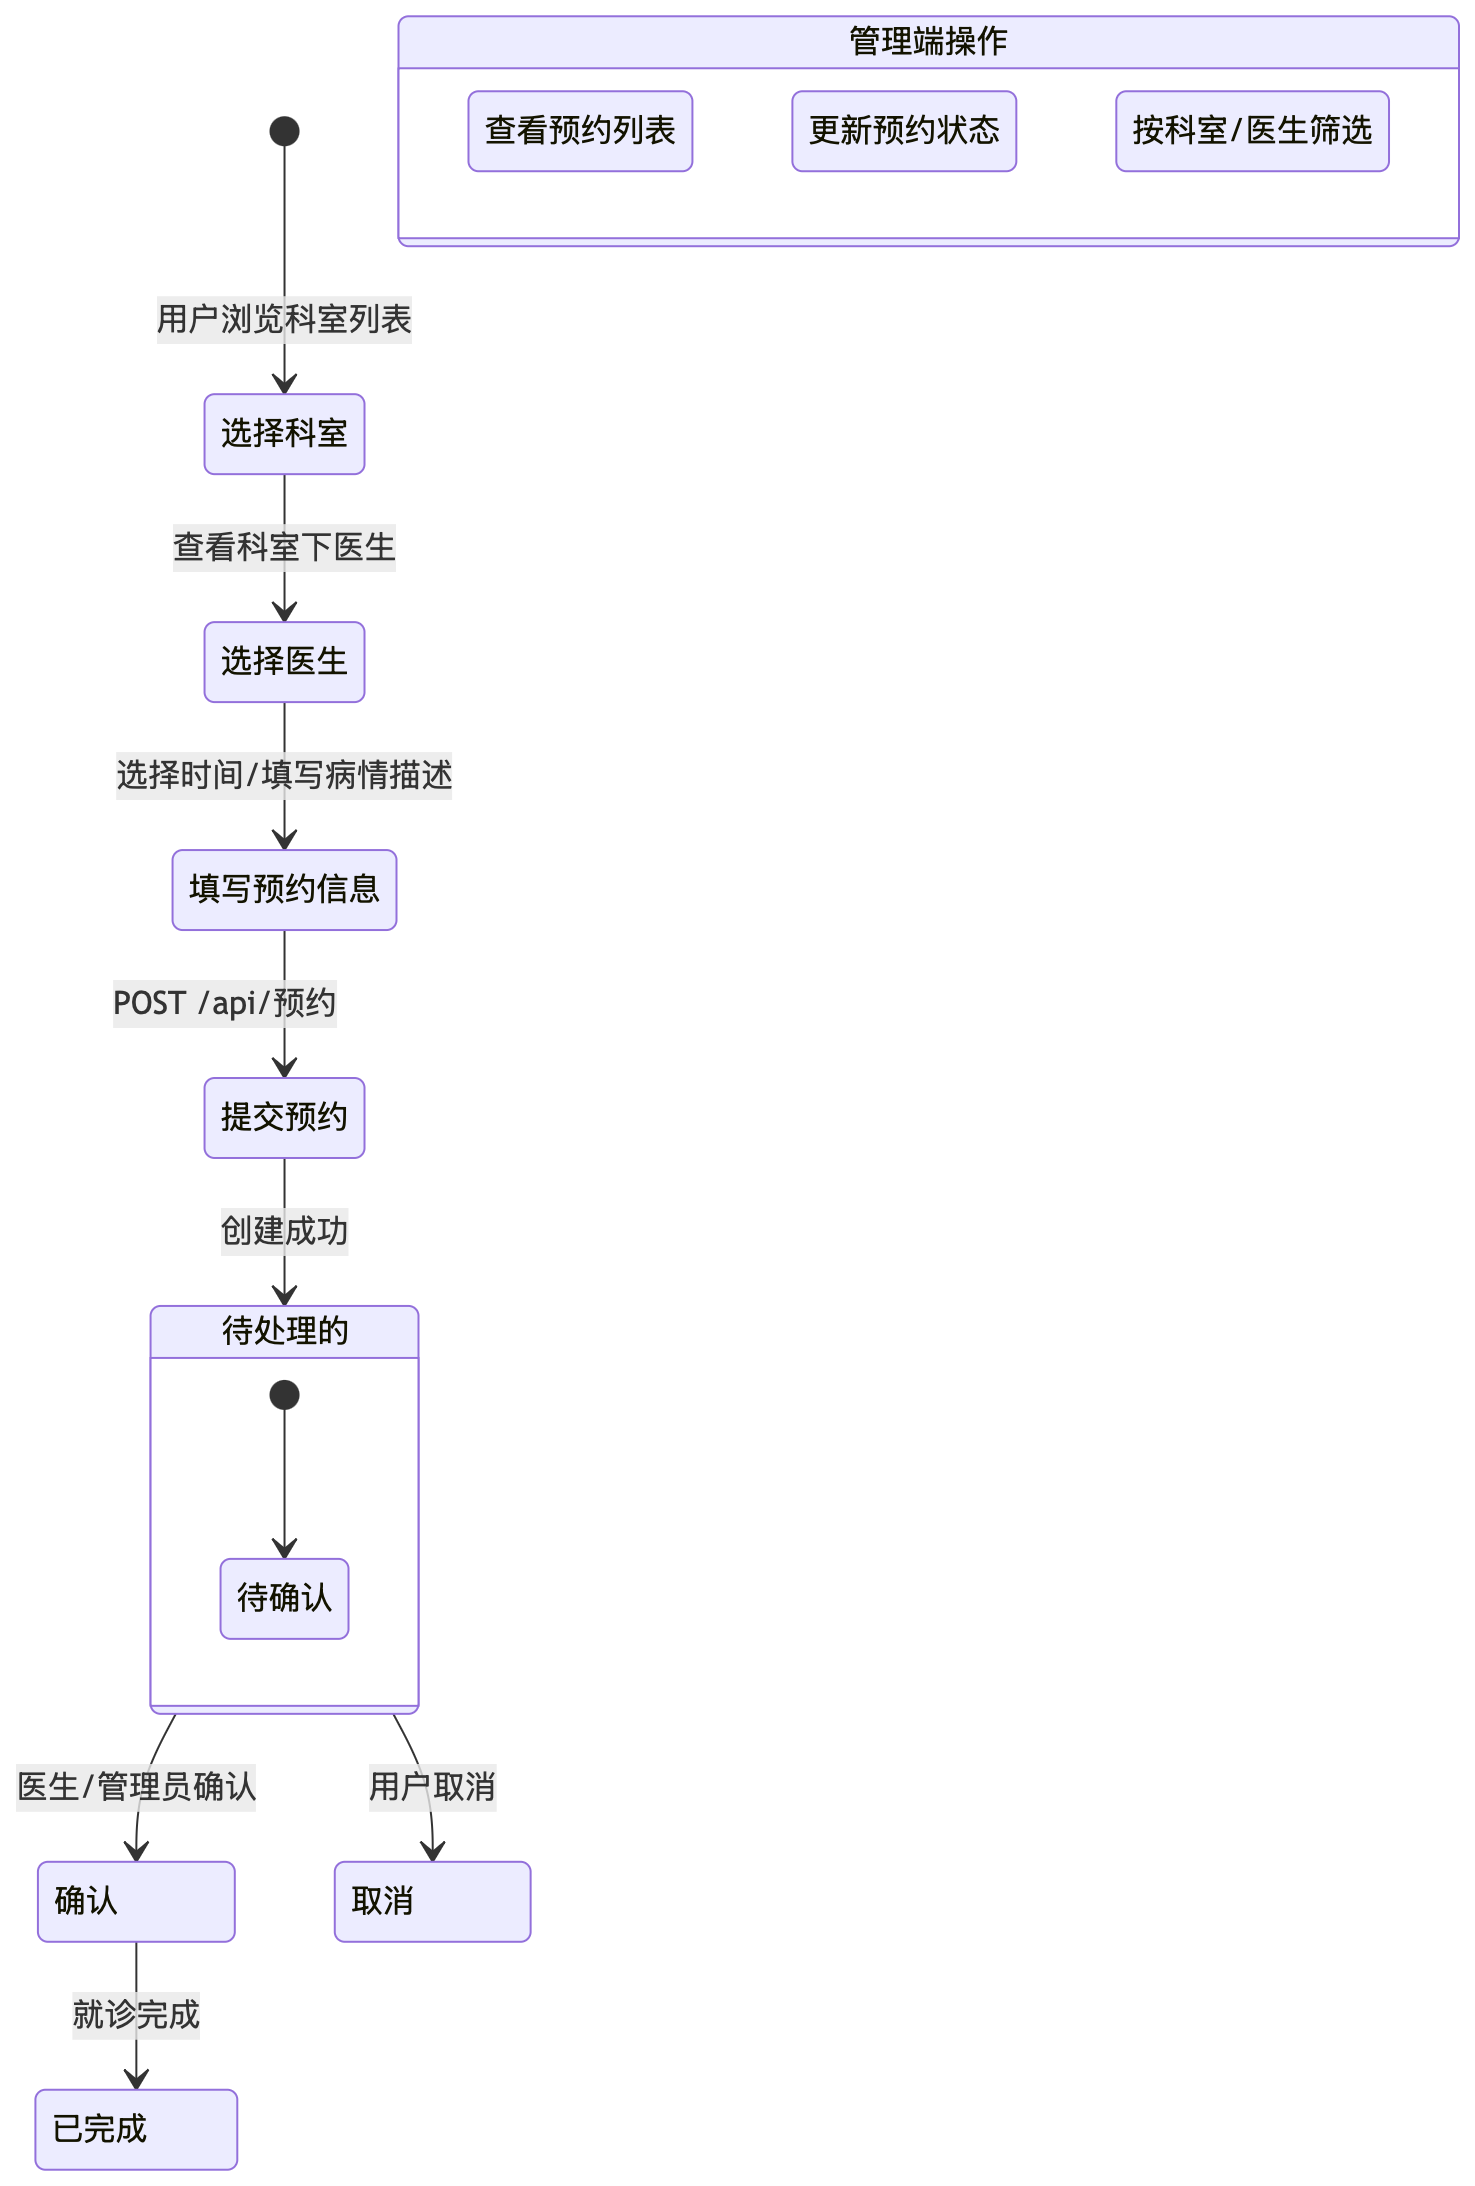 管理端操作
查看预约列表
更新预约状态
按科室/医生筛选
用户浏览科室列表
选择科室
查看科室下医生
选择医生
选择时间/填写病情描述
填写预约信息
POST /api/预约
提交预约
创建成功
待处理的
待确认
医生/管理员确认
用户取消
确认
取消
就诊完成
已完成